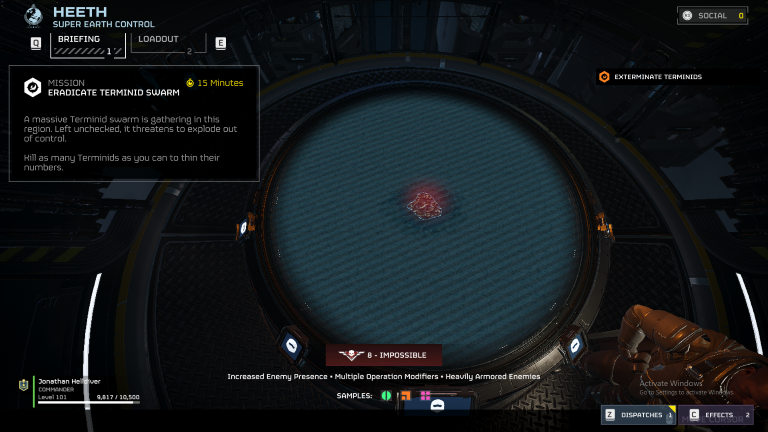 HEETH
SUPER EARTH CONTROL
Q
BRIEFING
1
LOADOUT
2
E
SOCIAL 0
MISSION
15 Minutes
ERADICATE TERMINID SWARM
A massive Terminid swarm is gathering in this
region. Left unchecked, it threatens to explode out
of control.
Kill as many Terminids as you can to thin their
numbers.
EXTERMINATE TERMINIDS
8 - IMPOSSIBLE
Increased Enemy Presence • Multiple Operation Modifiers • Heavily Armored Enemies
SAMPLES:
Jonathan Helldiver
COMMANDER
Level 101
9,817 / 10,500
Activate Windows
Go to Settings to activate Windows.
Z DISPATCHES 1
C EFFECTS 2
CURSOR